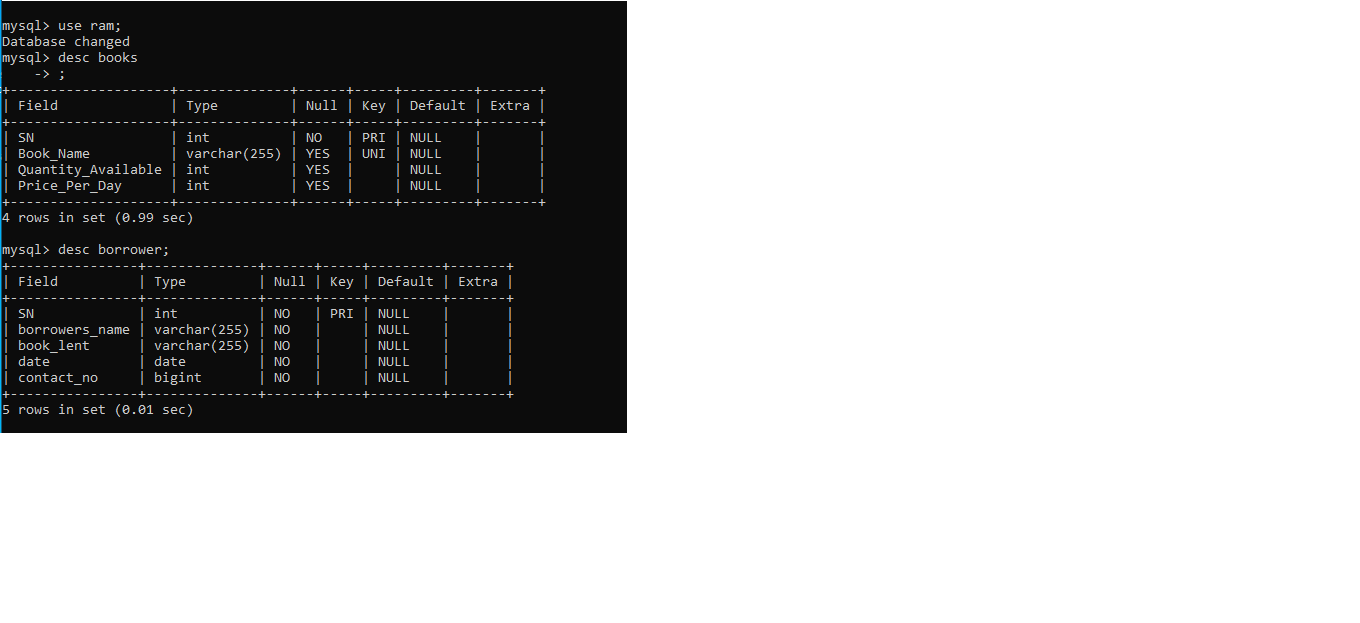 mysql> use ram;
Database changed
mysql> desc books
    -> ;
+--------------------+--------------+------+-----+---------+-------+
| Field              | Type         | Null | Key | Default | Extra |
+--------------------+--------------+------+-----+---------+-------+
| SN                 | int          | NO   | PRI | NULL    |       |
| Book_Name          | varchar(255) | YES  | UNI | NULL    |       |
| Quantity_Available | int          | YES  |     | NULL    |       |
| Price_Per_Day      | int          | YES  |     | NULL    |       |
+--------------------+--------------+------+-----+---------+-------+
4 rows in set (0.99 sec)

mysql> desc borrower;
+----------------+--------------+------+-----+---------+-------+
| Field          | Type         | Null | Key | Default | Extra |
+----------------+--------------+------+-----+---------+-------+
| SN             | int          | NO   | PRI | NULL    |       |
| borrowers_name | varchar(255) | NO   |     | NULL    |       |
| book_lent      | varchar(255) | NO   |     | NULL    |       |
| date           | date         | NO   |     | NULL    |       |
| contact_no     | bigint       | NO   |     | NULL    |       |
+----------------+--------------+------+-----+---------+-------+
5 rows in set (0.01 sec)